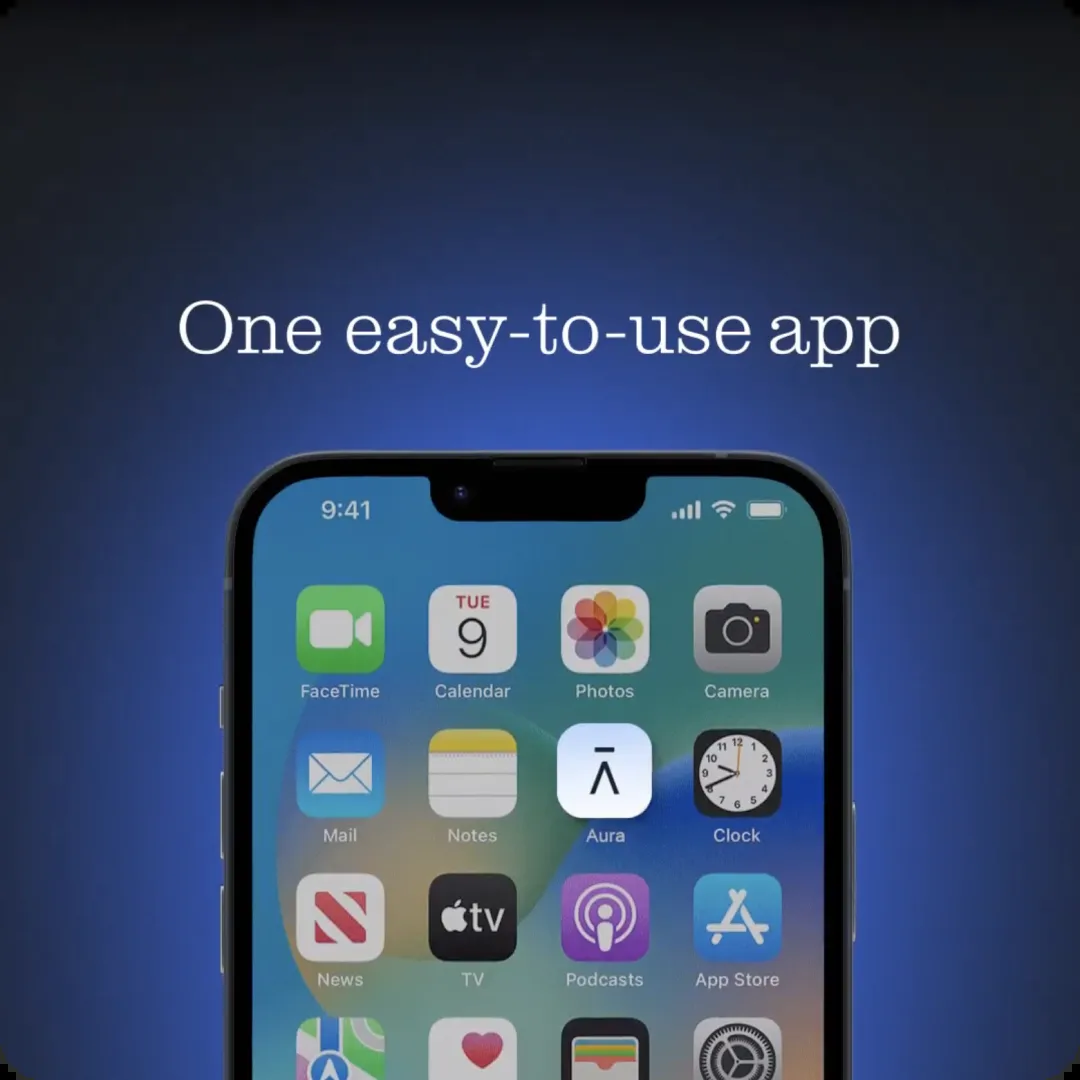 One easy-to-use app
9:41
TUE
9
FaceTime Calendar Photos Camera
12
11 1
10 2
9 3
8 4
7 5
6
Mail Notes Aura Clock
tv
News TV Podcasts App Store